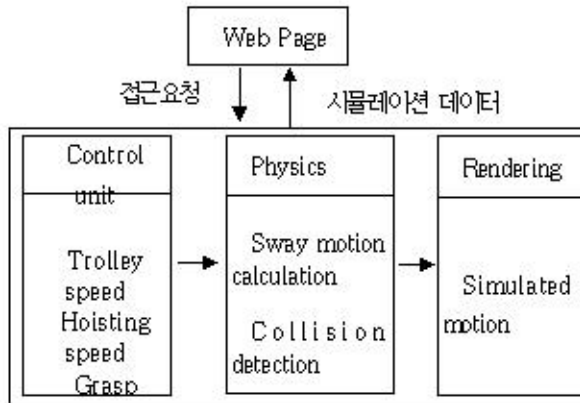 Web Page
접근요청
시뮬레이션 데이터
Control
unit
Trolley
speed
Hoisting
speed
Grasp
Physics
Sway motion
calculation
Collision
detection
Rendering
Simulated
motion